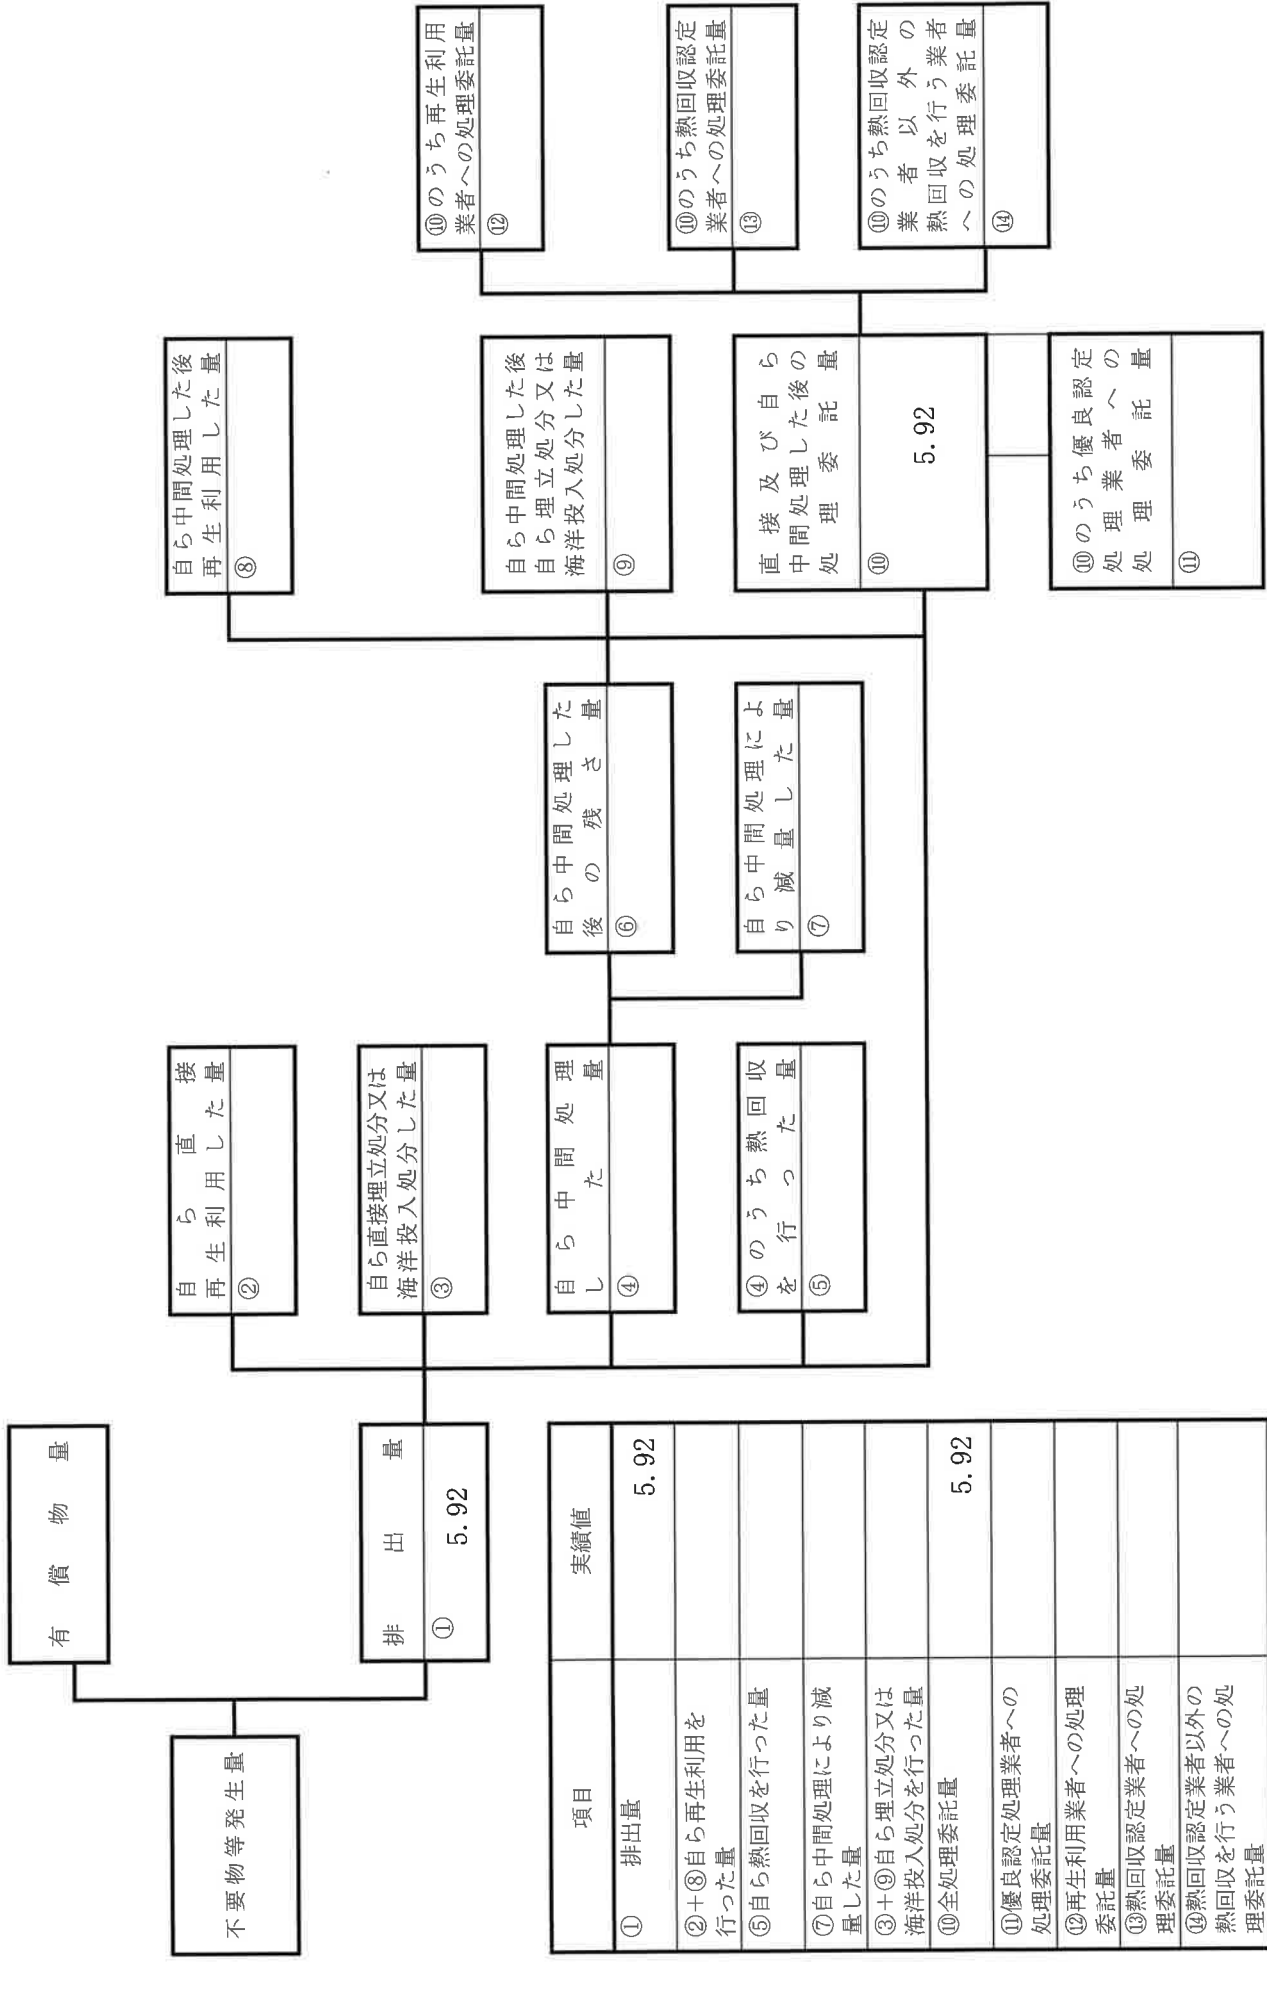 不要物等発生量
有償物量
排出量
①
5.92
自ら直接
再生利用した量
②
自ら直接埋立処分又は
海洋投入処分した量
③
自ら中間処理
した量
④
④のうち熱回収
を行った量
⑤
自ら中間処理した
後の残さ量
⑥
自ら中間処理によ
り減量した量
⑦
自ら中間処理した後
再生利用した量
⑧
自ら中間処理した後
自ら埋立処分又は
海洋投入処分した量
⑨
直接及び自ら
中間処理した後の
処理委託量
⑩
5.92
⑩のうち優良認定
処理業者への
処理委託量
⑪
⑩のうち再生利用
業者への処理委託量
⑫
⑩のうち熱回収認定
業者への処理委託量
⑬
⑩のうち熱回収認定
業者以外の
熱回収を行う業者
への処理委託量
⑭
項目 実績値
① 排出量 5.92
②+⑧自ら再生利用を
行った量
⑤自ら熱回収を行った量
⑦自ら中間処理により減
量した量
③+⑨自ら埋立処分又は
海洋投入処分を行った量
⑩全処理委託量 5.92
⑪優良認定処理業者への
処理委託量
⑫再生利用業者への処理
委託量
⑬熱回収認定業者への処
理委託量
⑭熱回収認定業者以外の
熱回収を行う業者への処
理委託量